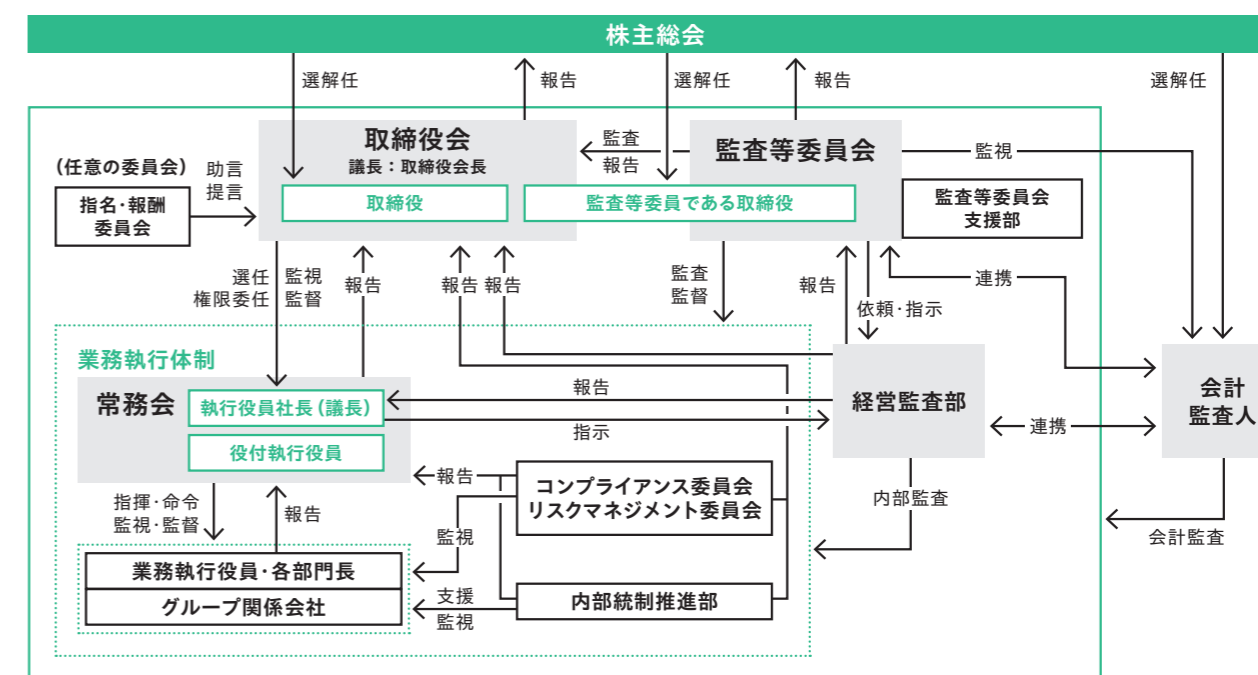 株主総会
選解任
報告
選解任
報告
選解任
取締役会
議長：取締役会長
監査
報告
監査等委員会
監視
(任意の委員会)
助言
提言
指名・報酬
委員会
取締役
監査等委員である取締役
監査等委員会
支援部
選任
権限委任
監視
監督
報告
報告
報告
監査
監督
報告
依頼・指示
連携
業務執行体制
常務会
執行役員社長（議長）
役付執行役員
報告
指示
経営監査部
連携
会計
監査人
指揮・命令
監視・監督
報告
報告
コンプライアンス委員会
リスクマネジメント委員会
監視
内部監査
会計監査
業務執行役員・各部門長
グループ関係会社
支援
監視
内部統制推進部